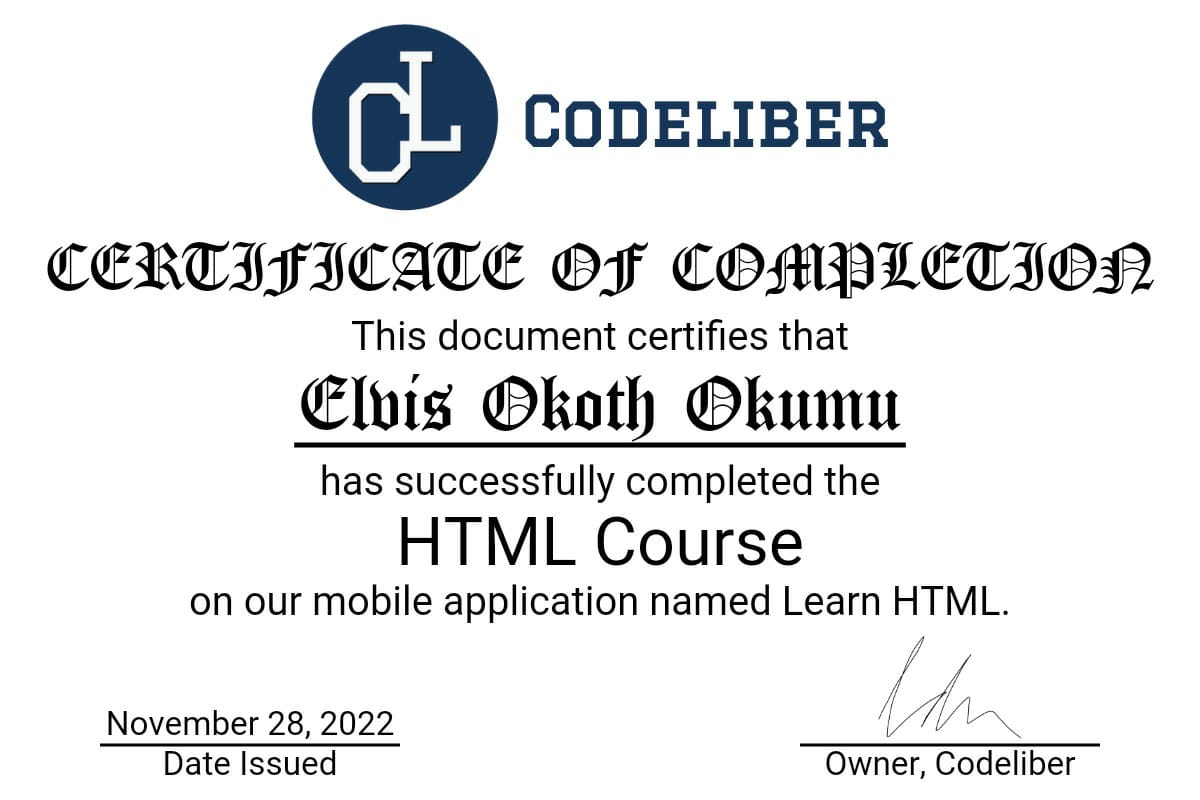 CL CODELIBER
CERTIFICATE OF COMPLETION
This document certifies that
Elvis Okoth Okumu
has successfully completed the
HTML Course
on our mobile application named Learn HTML.
November 28, 2022
Date Issued
Owner, Codeliber